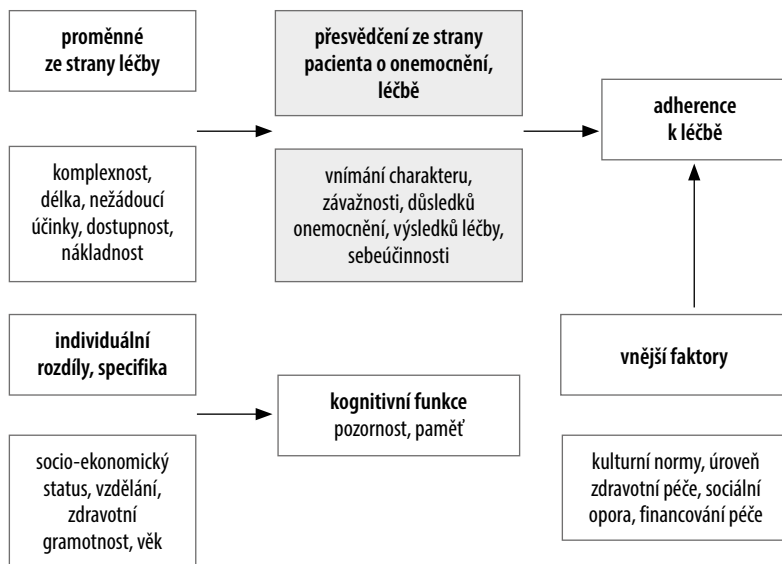 proměnné
ze strany léčby
přesvědčení ze strany
pacienta o onemocnění,
léčbě
adherence
k léčbě
komplexnost,
délka, nežádoucí
účinky, dostupnost,
nákladnost
vnímání charakteru,
závažnosti, důsledků
onemocnění, výsledků léčby,
sebeúčinnosti
individuální
rozdíly, specifika
kognitivní funkce
pozornost, paměť
vnější faktory
socio-ekonomický
status, vzdělání,
zdravotní
gramotnost, věk
kulturní normy, úroveň
zdravotní péče, sociální
opora, financování péče